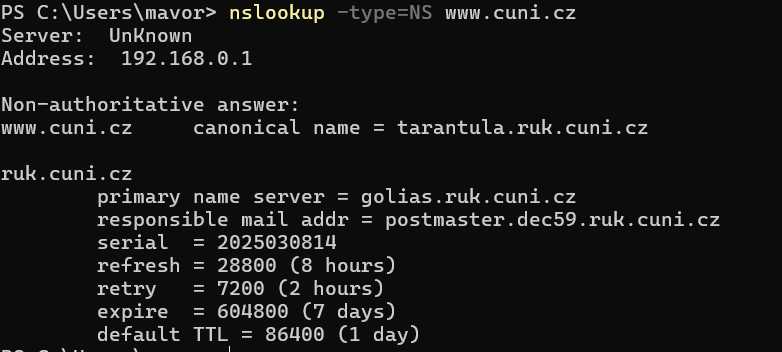 PS C:\Users\mavor> nslookup -type=NS www.cuni.cz
Server:  UnKnown
Address:  192.168.0.1

Non-authoritative answer:
www.cuni.cz     canonical name = tarantula.ruk.cuni.cz

ruk.cuni.cz
        primary name server = golias.ruk.cuni.cz
        responsible mail addr = postmaster.dec59.ruk.cuni.cz
        serial  = 2025030814
        refresh = 28800 (8 hours)
        retry   = 7200 (2 hours)
        expire  = 604800 (7 days)
        default TTL = 86400 (1 day)